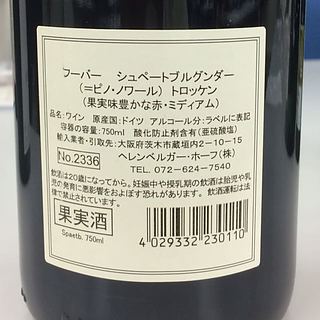 フーバー シュペートブルグンダー
(=ピノ・ノワール) トロッケン
(果実味豊かな赤・ミディアム)
品名:ワイン 原産国:ドイツ アルコール分:ラベルに表記
容器の容量:750ml 酸化防止剤含有(亜硫酸塩)
輸入業者・引取先:大阪府茨木市蔵垣内2-10-15
No.2336 ヘレンベルガー・ホーフ(株)
TEL. 072-624-7540
飲酒は20歳になってから。妊娠中や授乳期の飲酒は胎児や乳
児の発育に悪影響をおよぼす恐れがあります。飲酒運転は法
律で禁止されています。
果実酒
Spaetb. 750ml
4 029332 230110